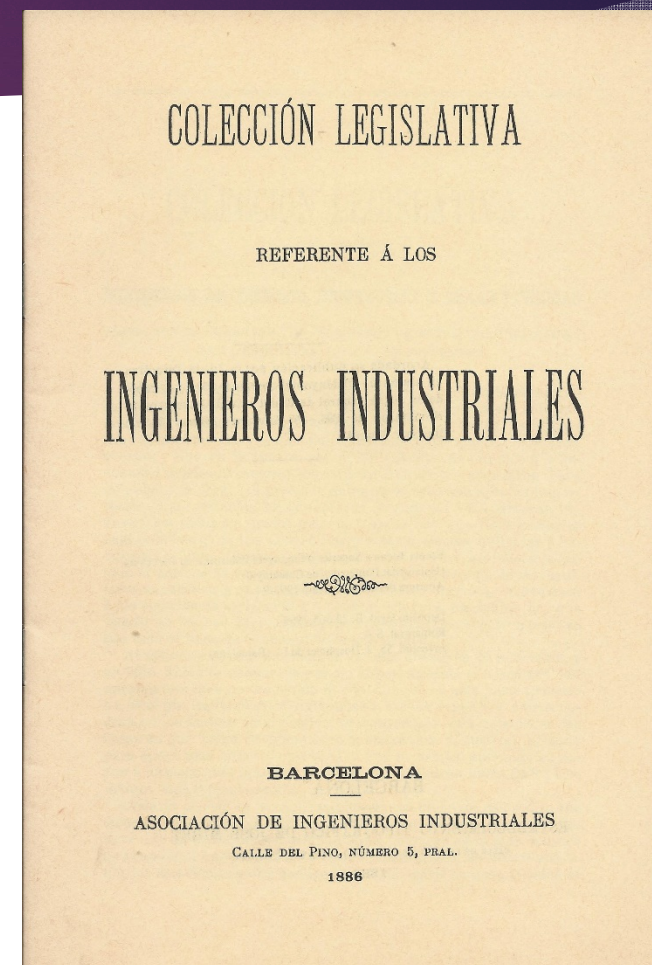 COLECCIÓN LEGISLATIVA
REFERENTE Á LOS
INGENIEROS INDUSTRIALES
BARCELONA
ASOCIACIÓN DE INGENIEROS INDUSTRIALES
CALLE DEL PINO, NÚMERO 5, PRAL.
1886